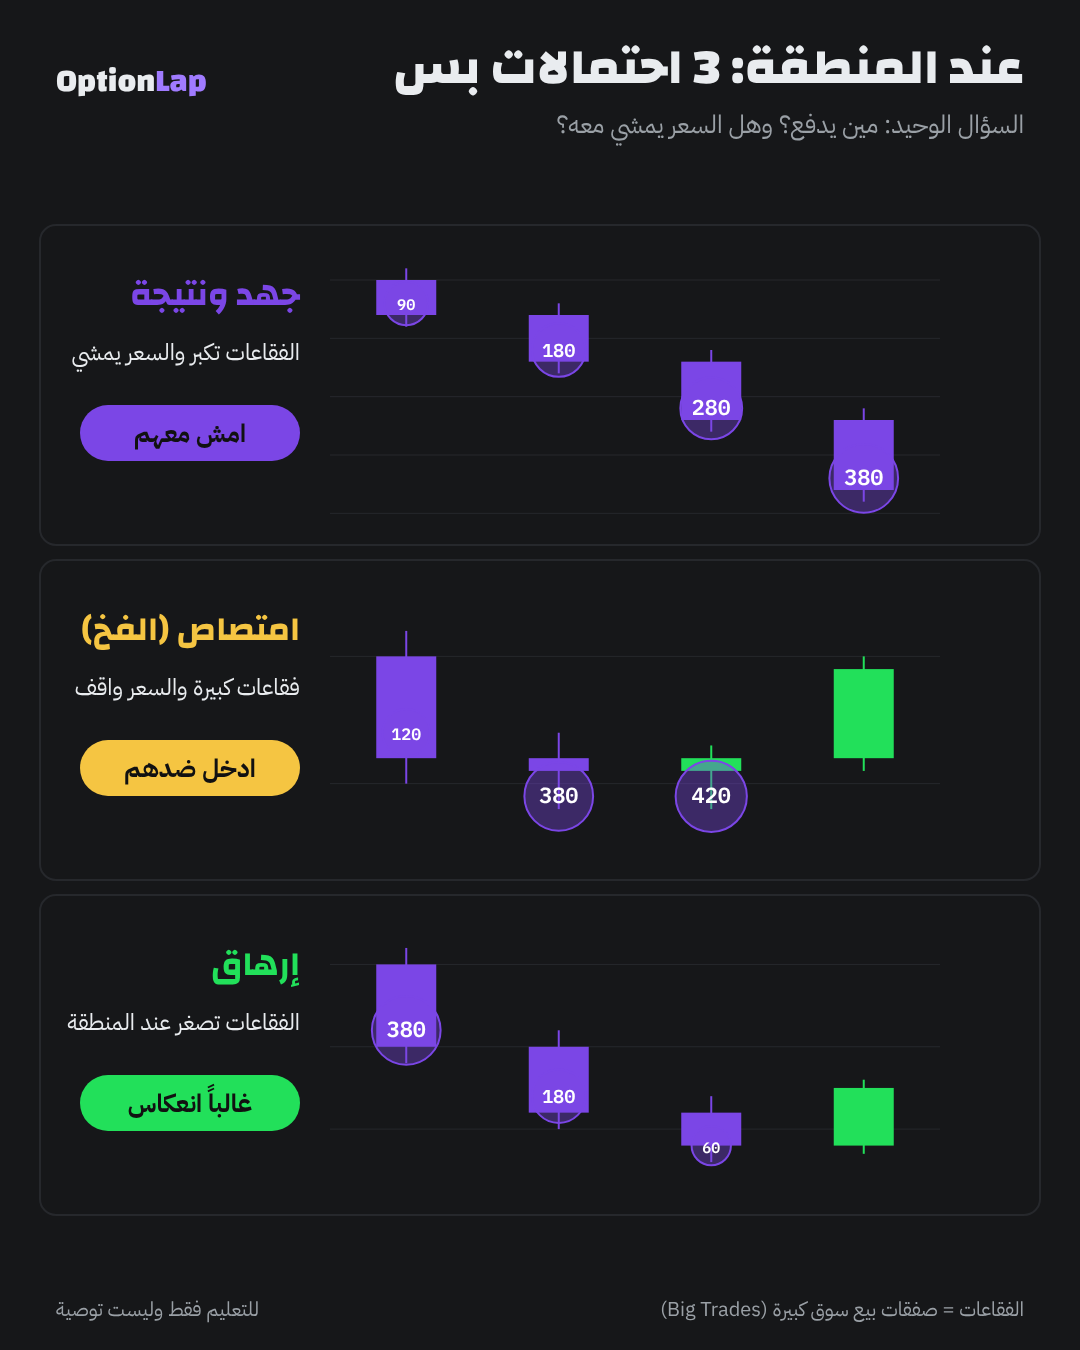 عند المنطقة: 3 احتمالات بس
OptionLap
السؤال الوحيد: مين يدفع؟ وهل السعر يمشي معه؟
جهد ونتيجة
الفقاعات تكبر والسعر يمشي
امش معهم
90
180
280
380
امتصاص (الفخ)
فقاعات كبيرة والسعر واقف
ادخل ضدهم
120
380
420
إرهاق
الفقاعات تصغر عند المنطقة
غالباً انعكاس
380
180
60
الفقاعات = صفقات بيع سوق كبيرة (Big Trades)
للتعليم فقط وليست توصية